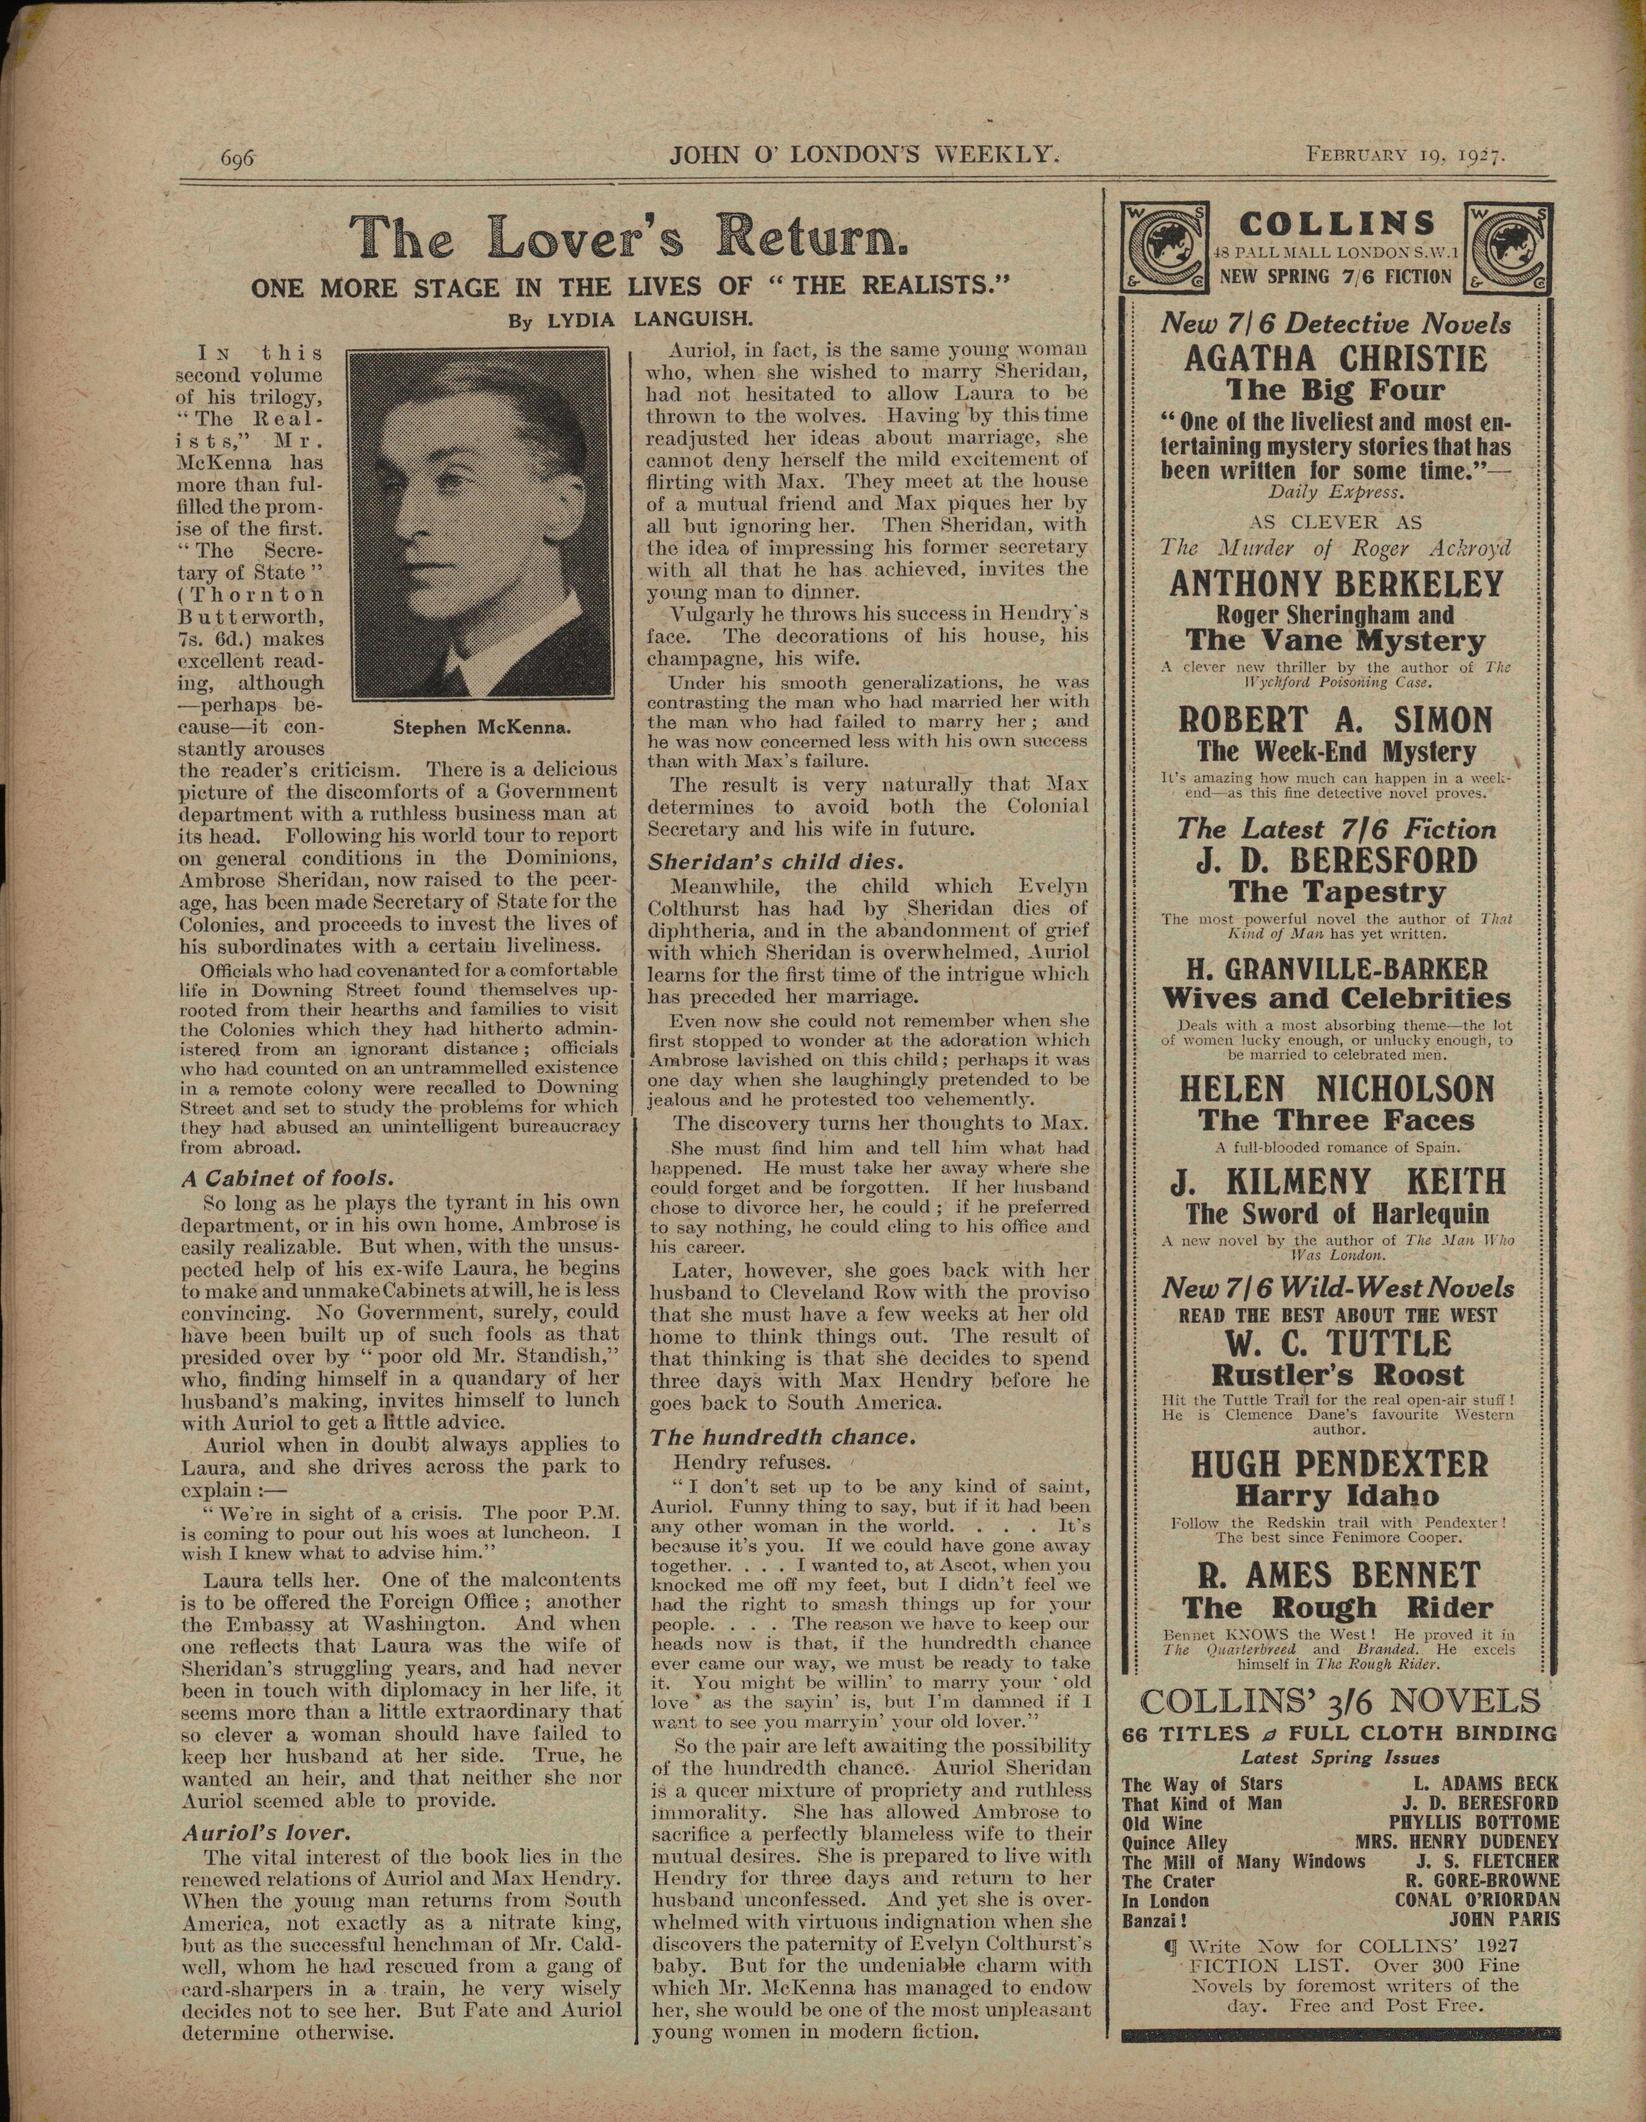 696
JOHN O' LONDON'S WEEKLY.
FEBRUARY 19, 1927.
The Lover's Return.
ONE MORE STAGE IN THE LIVES OF “ THE REALISTS.”
By LYDIA LANGUISH.
IN this
second volume
of his trilogy,
“ The Real-
ists,” Mr.
McKenna has
more than ful-
filled the prom-
ise of the first.
“ The Secre-
tary of State ”
(Thornton
Butterworth,
7s. 6d.) makes
excellent read-
ing, although
—perhaps be-
cause—it con-
stantly arouses
Stephen McKenna.
the reader's criticism. There is a delicious
picture of the discomforts of a Government
department with a ruthless business man at
its head. Following his world tour to report
on general conditions in the Dominions,
Ambrose Sheridan, now raised to the peer-
age, has been made Secretary of State for the
Colonies, and proceeds to invest the lives of
his subordinates with a certain liveliness.
Officials who had covenanted for a comfortable
life in Downing Street found themselves up-
rooted from their hearths and families to visit
the Colonies which they had hitherto admin-
istered from an ignorant distance ; officials
who had counted on an untrammelled existence
in a remote colony were recalled to Downing
Street and set to study the problems for which
they had abused an unintelligent bureaucracy
from abroad.
A Cabinet of fools.
So long as he plays the tyrant in his own
department, or in his own home, Ambrose is
easily realizable. But when, with the unsus-
pected help of his ex-wife Laura, he begins
to make and unmake Cabinets at will, he is less
convincing. No Government, surely, could
have been built up of such fools as that
presided over by “ poor old Mr. Standish,”
who, finding himself in a quandary of her
husband's making, invites himself to lunch
with Auriol to get a little advice.
Auriol when in doubt always applies to
Laura, and she drives across the park to
explain :—
“ We're in sight of a crisis. The poor P.M.
is coming to pour out his woes at luncheon. I
wish I knew what to advise him.”
Laura tells her. One of the malcontents
is to be offered the Foreign Office ; another
the Embassy at Washington. And when
one reflects that Laura was the wife of
Sheridan's struggling years, and had never
been in touch with diplomacy in her life, it
seems more than a little extraordinary that
so clever a woman should have failed to
keep her husband at her side. True, he
wanted an heir, and that neither she nor
Auriol seemed able to provide.
Auriol's lover.
The vital interest of the book lies in the
renewed relations of Auriol and Max Hendry.
When the young man returns from South
America, not exactly as a nitrate king,
but as the successful henchman of Mr. Cald-
well, whom he had rescued from a gang of
card-sharpers in a train, he very wisely
decides not to see her. But Fate and Auriol
determine otherwise.
Auriol, in fact, is the same young woman
who, when she wished to marry Sheridan,
had not hesitated to allow Laura to be
thrown to the wolves. Having by this time
readjusted her ideas about marriage, she
cannot deny herself the mild excitement of
flirting with Max. They meet at the house
of a mutual friend and Max piques her by
all but ignoring her. Then Sheridan, with
the idea of impressing his former secretary
with all that he has achieved, invites the
young man to dinner.
Vulgarly he throws his success in Hendry's
face. The decorations of his house, his
champagne, his wife.
Under his smooth generalizations, he was
contrasting the man who had married her with
the man who had failed to marry her ; and
he was now concerned less with his own success
than with Max's failure.
The result is very naturally that Max
determines to avoid both the Colonial
Secretary and his wife in future.
Sheridan's child dies.
Meanwhile, the child which Evelyn
Colthurst has had by Sheridan dies of
diphtheria, and in the abandonment of grief
with which Sheridan is overwhelmed, Auriol
learns for the first time of the intrigue which
has preceded her marriage.
Even now she could not remember when she
first stopped to wonder at the adoration which
Ambrose lavished on this child ; perhaps it was
one day when she laughingly pretended to be
jealous and he protested too vehemently.
The discovery turns her thoughts to Max.
She must find him and tell him what had
happened. He must take her away where she
could forget and be forgotten. If her husband
chose to divorce her, he could ; if he preferred
to say nothing, he could cling to his office and
his career.
Later, however, she goes back with her
husband to Cleveland Row with the proviso
that she must have a few weeks at her old
home to think things out. The result of
that thinking is that she decides to spend
three days with Max Hendry before he
goes back to South America.
The hundredth chance.
Hendry refuses.
“ I don't set up to be any kind of saint,
Auriol. Funny thing to say, but if it had been
any other woman in the world. . . . It's
because it's you. If we could have gone away
together. . . . I wanted to, at Ascot, when you
knocked me off my feet, but I didn't feel we
had the right to smash things up for your
people. . . . The reason we have to keep our
heads now is that, if the hundredth chance
ever came our way, we must be ready to take
it. You might be willin' to marry your ‘ old
love ’ as the sayin' is, but I'm damned if I
want to see you marryin' your old lover.”
So the pair are left awaiting the possibility
of the hundredth chance. Auriol Sheridan
is a queer mixture of propriety and ruthless
immorality. She has allowed Ambrose to
sacrifice a perfectly blameless wife to their
mutual desires. She is prepared to live with
Hendry for three days and return to her
husband unconfessed. And yet she is over-
whelmed with virtuous indignation when she
discovers the paternity of Evelyn Colthurst's
baby. But for the undeniable charm with
which Mr. McKenna has managed to endow
her, she would be one of the most unpleasant
young women in modern fiction.
W S & C
COLLINS
48 PALL MALL LONDON S.W.1
NEW SPRING 7/6 FICTION
W S & C
New 7/6 Detective Novels
AGATHA CHRISTIE
The Big Four
“ One of the liveliest and most en-
tertaining mystery stories that has
been written for some time.”—
Daily Express.
AS CLEVER AS
The Murder of Roger Ackroyd
ANTHONY BERKELEY
Roger Sheringham and
The Vane Mystery
A clever new thriller by the author of The
Wychford Poisoning Case.
ROBERT A. SIMON
The Week-End Mystery
It's amazing how much can happen in a week-
end—as this fine detective novel proves.
The Latest 7/6 Fiction
J. D. BERESFORD
The Tapestry
The most powerful novel the author of That
Kind of Man has yet written.
H. GRANVILLE-BARKER
Wives and Celebrities
Deals with a most absorbing theme—the lot
of women lucky enough, or unlucky enough, to
be married to celebrated men.
HELEN NICHOLSON
The Three Faces
A full-blooded romance of Spain.
J. KILMENY KEITH
The Sword of Harlequin
A new novel by the author of The Man Who
Was London.
New 7/6 Wild-West Novels
READ THE BEST ABOUT THE WEST
W. C. TUTTLE
Rustler's Roost
Hit the Tuttle Trail for the real open-air stuff !
He is Clemence Dane's favourite Western
author.
HUGH PENDEXTER
Harry Idaho
Follow the Redskin trail with Pendexter !
The best since Fenimore Cooper.
R. AMES BENNET
The Rough Rider
Bennet KNOWS the West ! He proved it in
The Quarterbreed and Branded. He excels
himself in The Rough Rider.
COLLINS' 3/6 NOVELS
66 TITLES FULL CLOTH BINDING
Latest Spring Issues
The Way of Stars L. ADAMS BECK
That Kind of Man J. D. BERESFORD
Old Wine PHYLLIS BOTTOME
Quince Alley MRS. HENRY DUDENEY
The Mill of Many Windows J. S. FLETCHER
The Crater R. GORE-BROWNE
In London CONAL O'RIORDAN
Banzai ! JOHN PARIS
¶ Write Now for COLLINS' 1927
FICTION LIST. Over 300 Fine
Novels by foremost writers of the
day. Free and Post Free.